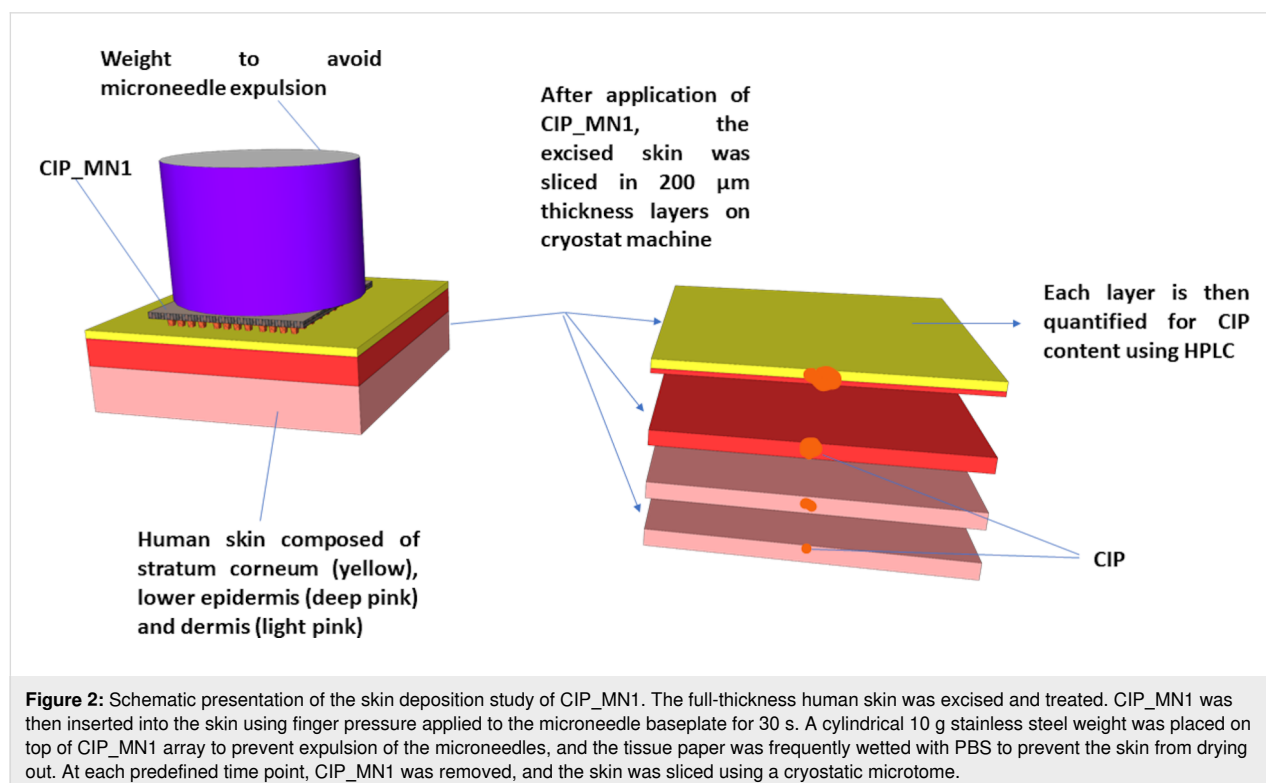 Weight to avoid
microneedle expulsion
CIP_MN1
After application of
CIP_MN1, the
excised skin was
sliced in 200 µm
thickness layers on
cryostat machine
Each layer is then
quantified for CIP
content using HPLC
Human skin composed of
stratum corneum (yellow),
lower epidermis (deep pink)
and dermis (light pink)
CIP
Figure 2: Schematic presentation of the skin deposition study of CIP_MN1. The full-thickness human skin was excised and treated. CIP_MN1 was
then inserted into the skin using finger pressure applied to the microneedle baseplate for 30 s. A cylindrical 10 g stainless steel weight was placed on
top of CIP_MN1 array to prevent expulsion of the microneedles, and the tissue paper was frequently wetted with PBS to prevent the skin from drying
out. At each predefined time point, CIP_MN1 was removed, and the skin was sliced using a cryostatic microtome.